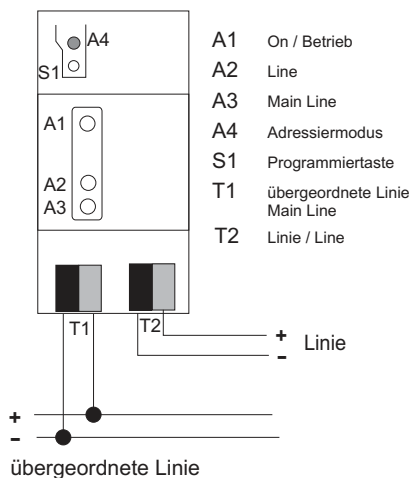 A4
S1
A1
A2
A3
T1
T2
A1 On / Betrieb
A2 Line
A3 Main Line
A4 Adressiermodus
S1 Programmiertaste
T1 übergeordnete Linie
Main Line
T2 Linie / Line
+
Linie
–
+
–
übergeordnete Linie